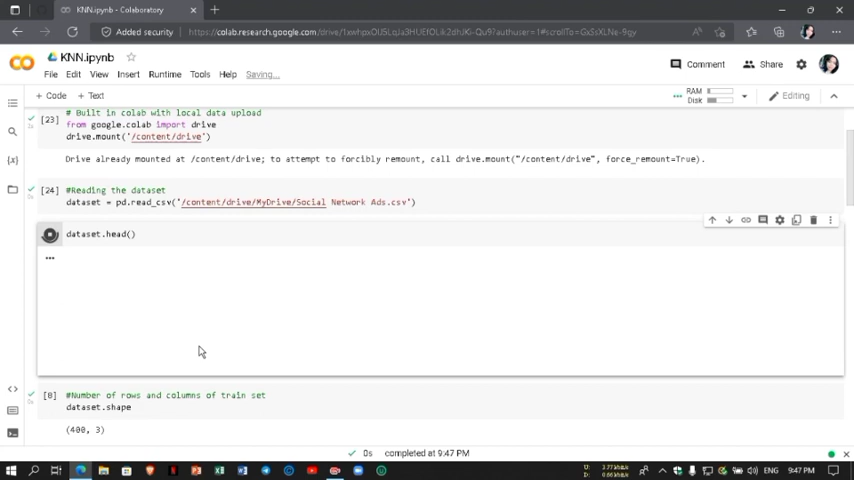 KNN.ipynb - Colaboratory
Added security
KNN.ipynb
File Edit View Insert Runtime Tools Help Saving...
Comment
Share
+ Code + Text
RAM
Disk
Editing
[23]
# Built in colab with local data upload
from google.colab import drive
drive.mount('/content/drive')
Drive already mounted at /content/drive; to attempt to forcibly remount, call drive.mount("/content/drive", force_remount=True).
[24]
#Reading the dataset
dataset = pd.read_csv('/content/drive/MyDrive/Social Network Ads.csv')
dataset.head()
...
[0]
#Number of rows and columns of train set
dataset.shape
(400, 3)
0s completed at 9:47 PM
ENG
9:47 PM